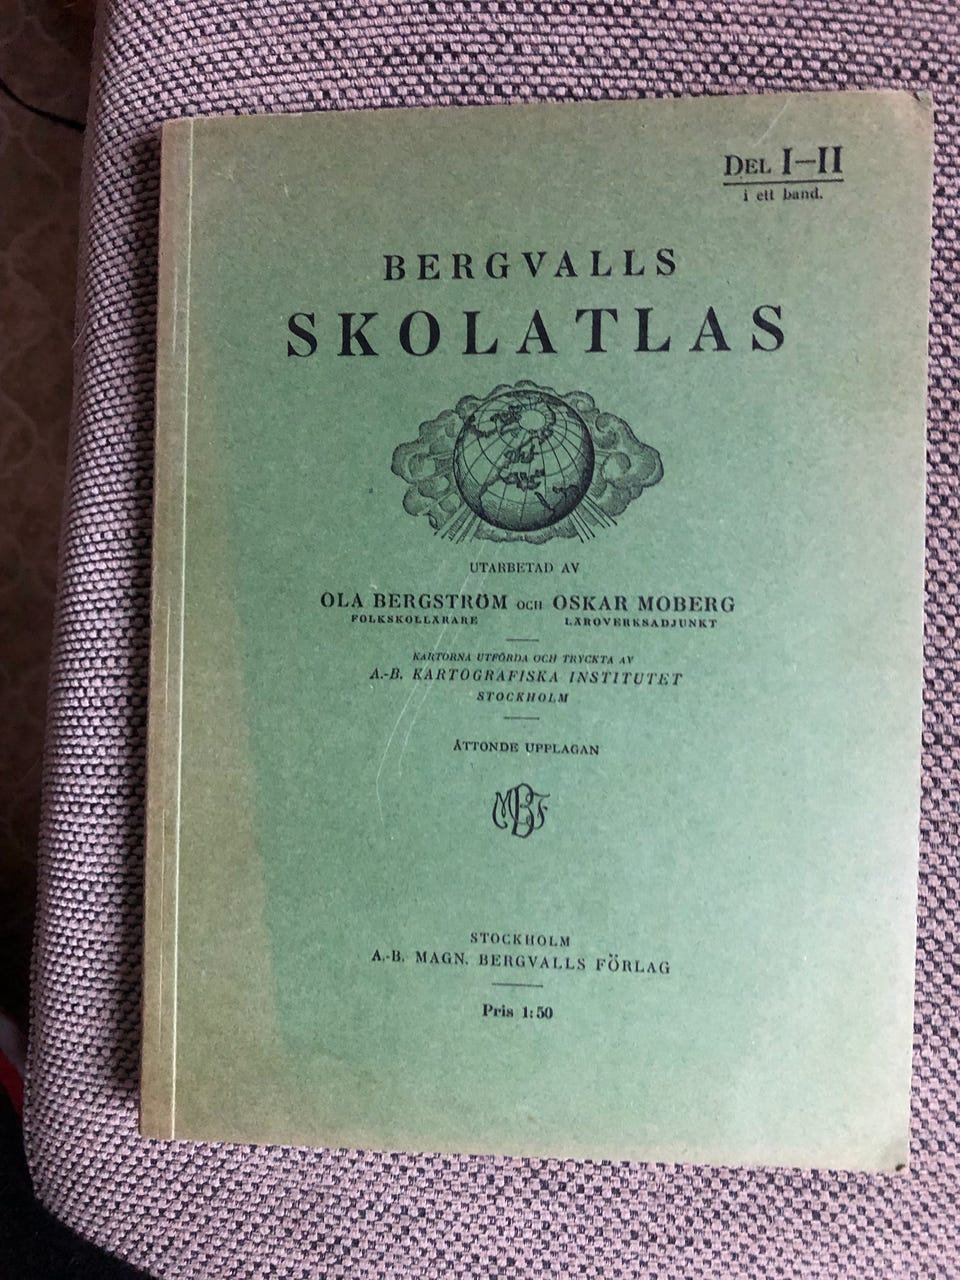 DEL I—II
i ett band.
BERGVALLS
SKOLATLAS
UTARBETAD AV
OLA BERGSTRÖM OCH OSKAR MOBERG
FOLKSKOLLÄRARE LÄROVERKSADJUNKT
KARTORNA UTFÖRDA OCH TRYCKTA AV
A.-B. KARTOGRAFISKA INSTITUTET
STOCKHOLM
ÅTTONDE UPPLAGAN
MBF
STOCKHOLM
A.-B. MAGN. BERGVALLS FÖRLAG
Pris 1:50